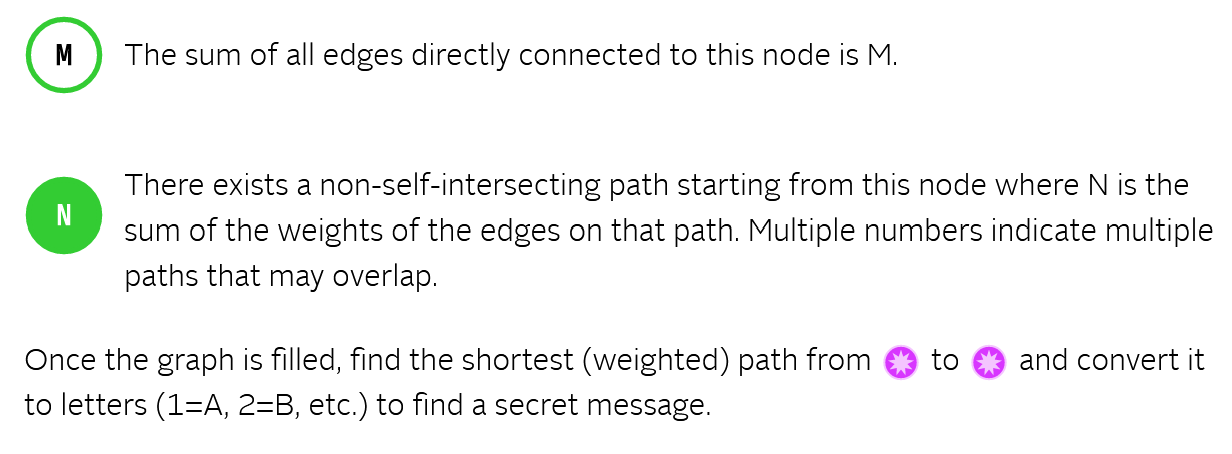 M The sum of all edges directly connected to this node is M.
N There exists a non-self-intersecting path starting from this node where N is the
sum of the weights of the edges on that path. Multiple numbers indicate multiple
paths that may overlap.
Once the graph is filled, find the shortest (weighted) path from to and convert it
to letters (1=A, 2=B, etc.) to find a secret message.